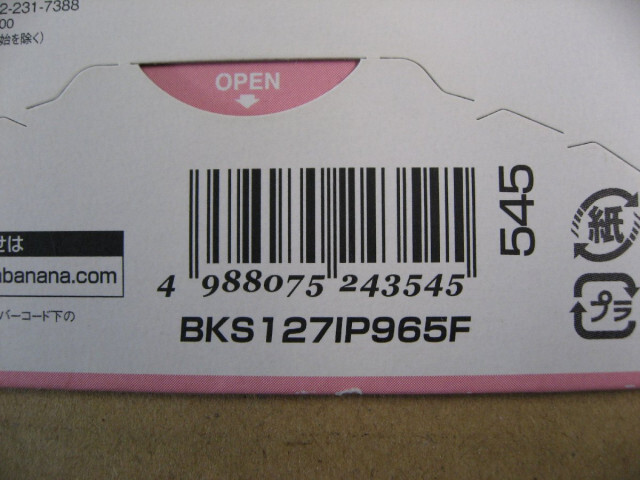 2-231-7388
00
始を除く)
OPEN
545
せは
banana.com
バーコード下の
4 988075 243545
BKS127IP965F
紙
プラ